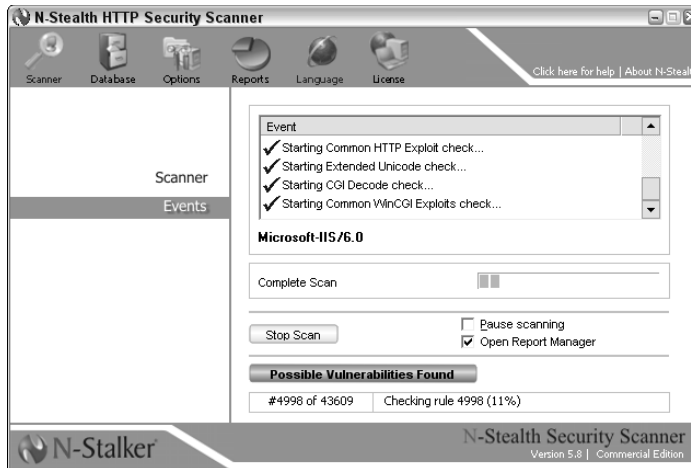 N-Stealth HTTP Security Scanner
Scanner Database Options Reports Language License
Click here for help | About N-Steal
Scanner
Events
Event
Starting Common HTTP Exploit check...
Starting Extended Unicode check...
Starting CGI Decode check...
Starting Common WinCGI Exploits check...
Microsoft-IIS/6.0
Complete Scan
Stop Scan
Pause scanning
Open Report Manager
Possible Vulnerabilities Found
#4998 of 43609 Checking rule 4998 (11%)
N-Stalker
N-Stealth Security Scanner
Version 5.8 | Commercial Edition